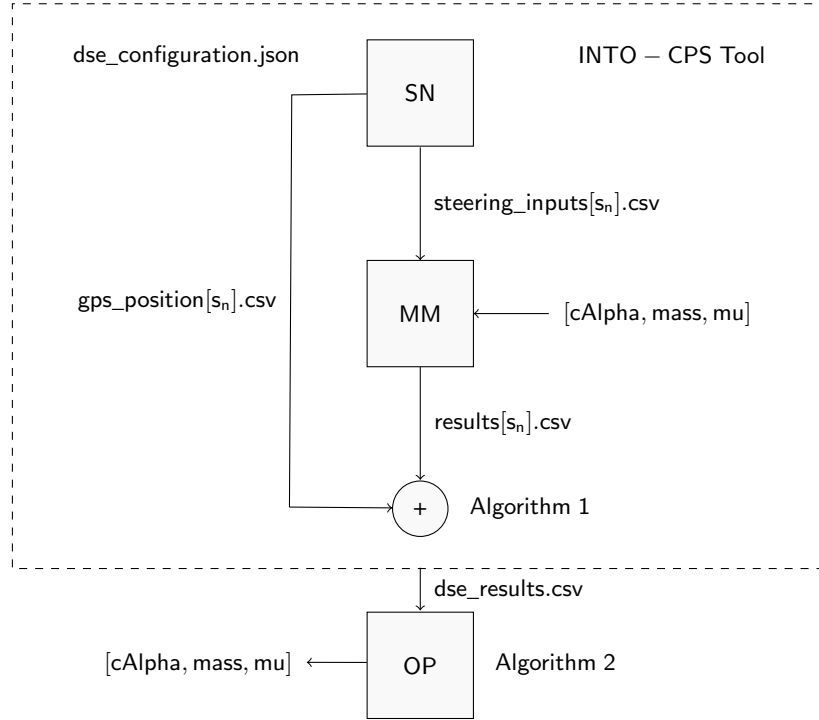 dse_configuration.json
SN
INTO – CPS Tool
steering_inputs[sₙ].csv
gps_position[sₙ].csv
MM
[cAlpha, mass, mu]
results[sₙ].csv
+
Algorithm 1
dse_results.csv
[cAlpha, mass, mu]
OP
Algorithm 2